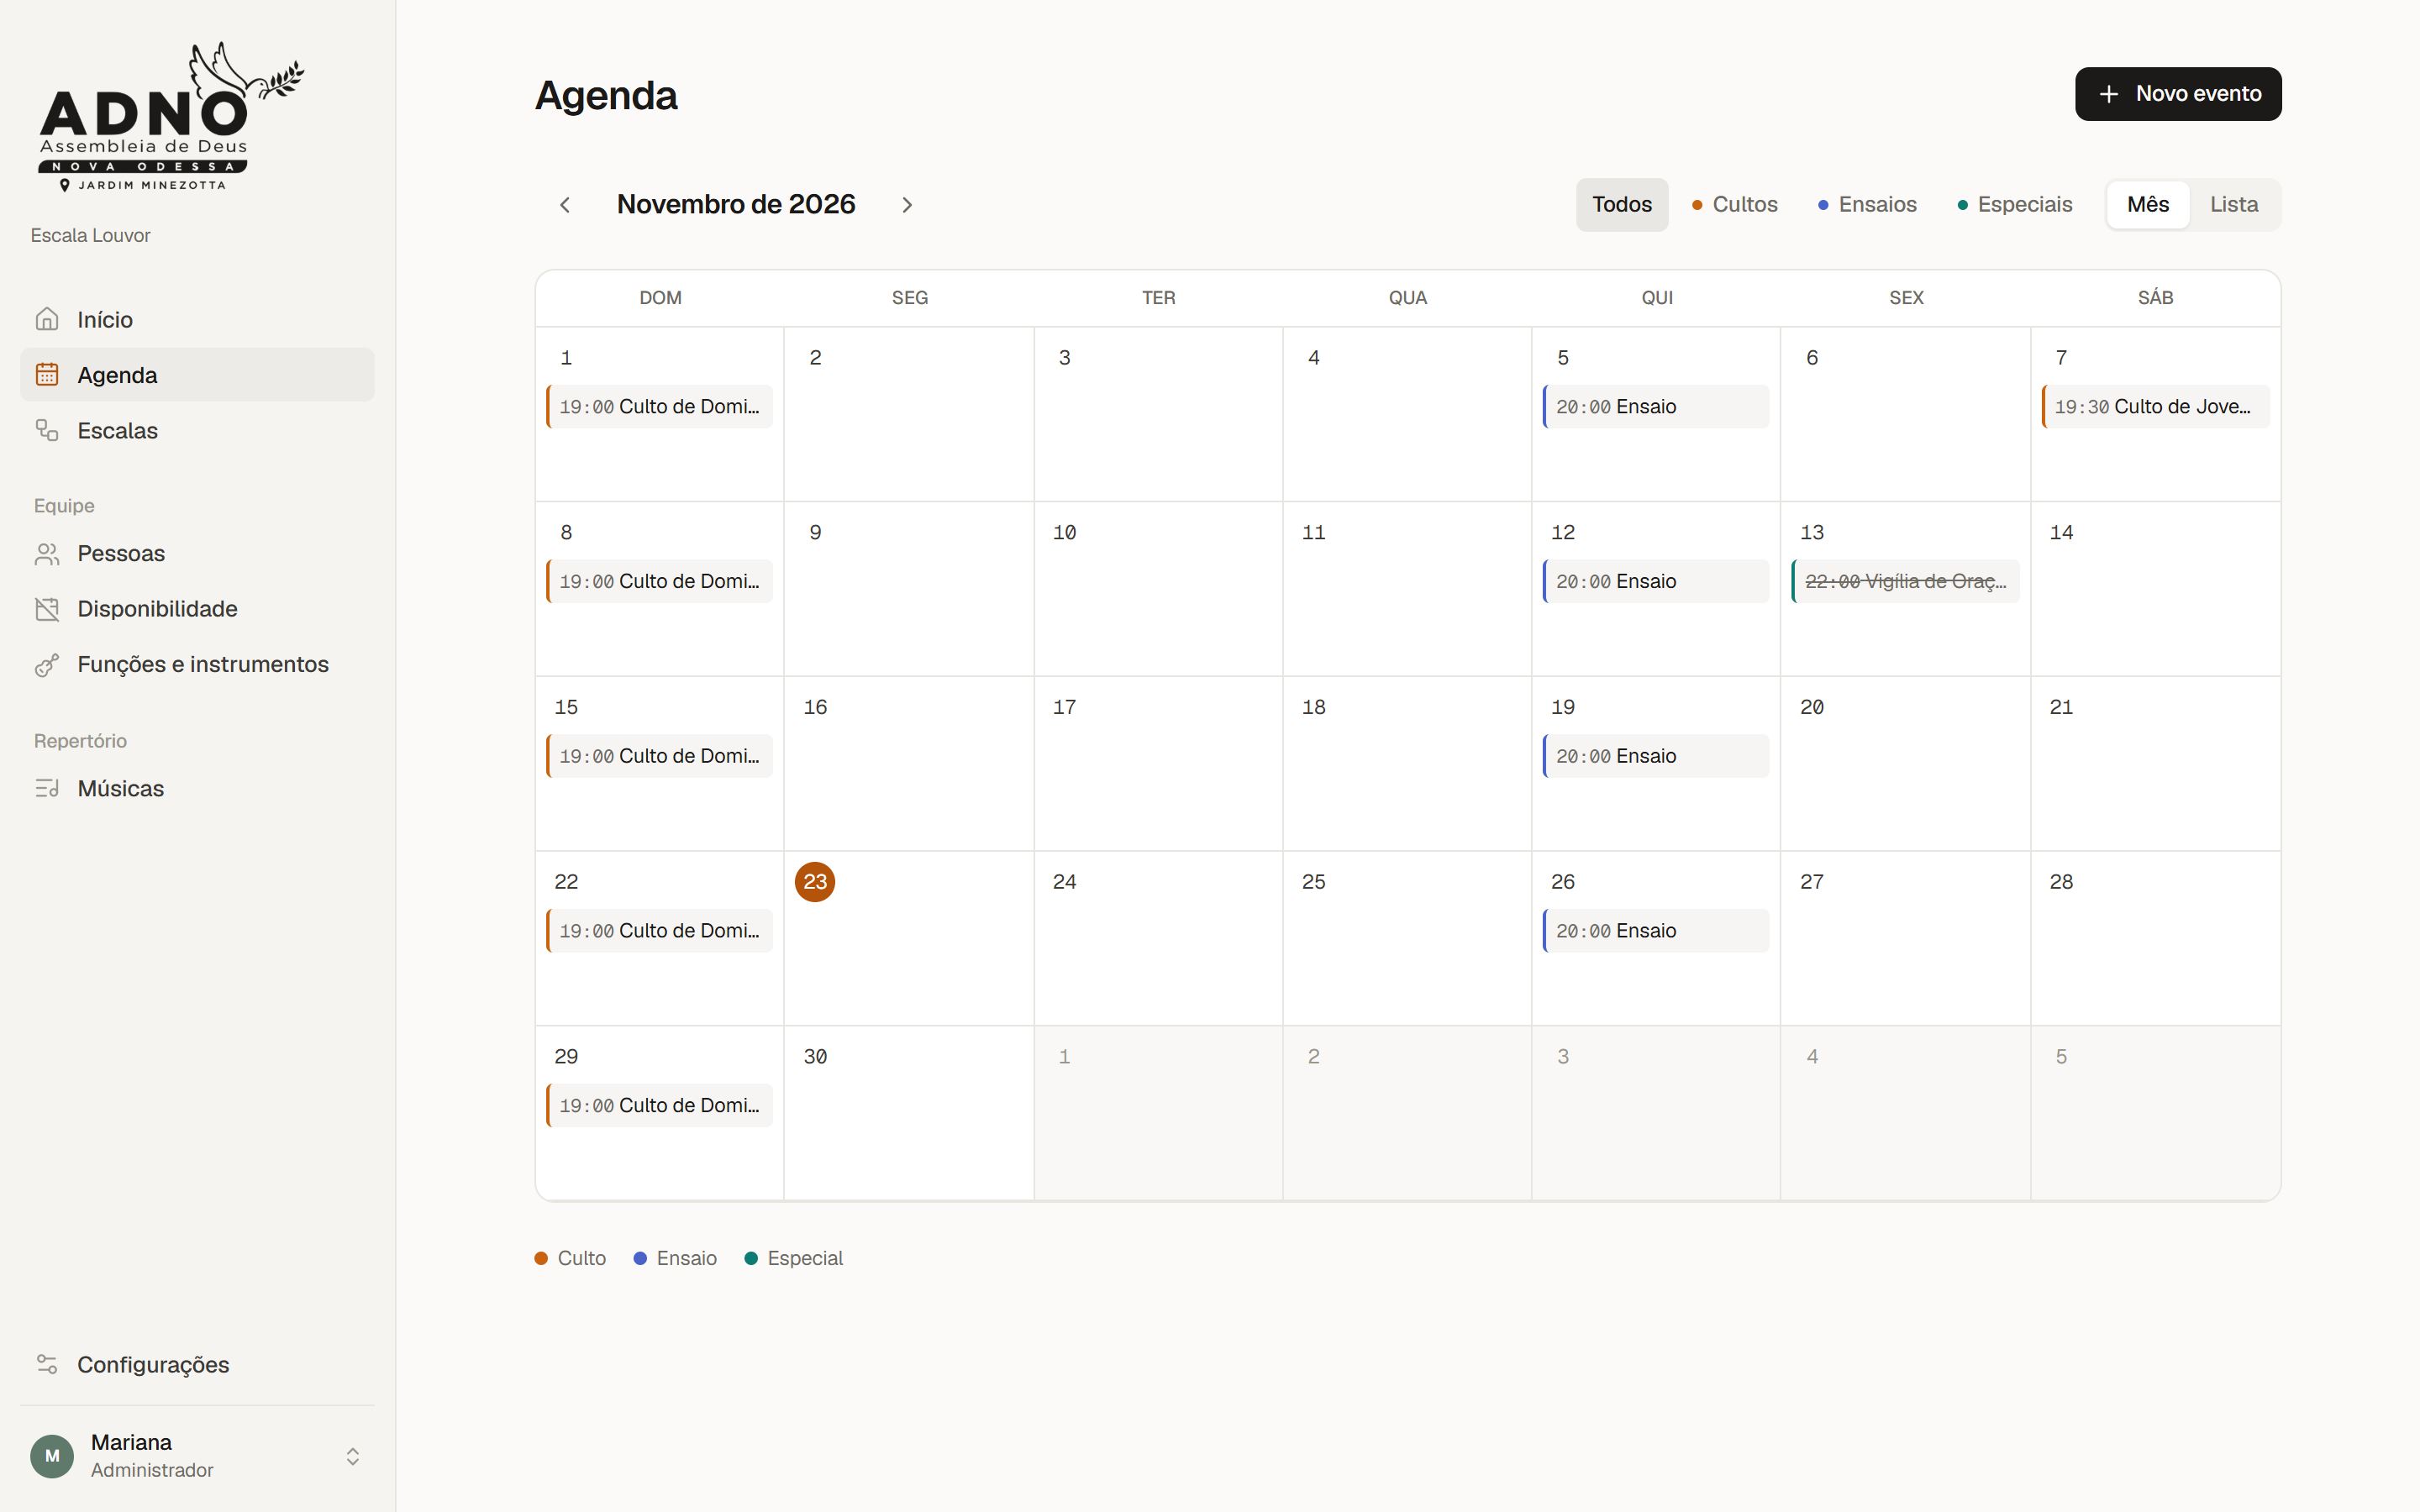 ADNO
Assembleia de Deus
NOVA ODESSA
JARDIM MINEZOTTA
Escala Louvor
Início
Agenda
Escalas
Equipe
Pessoas
Disponibilidade
Funções e instrumentos
Repertório
Músicas
Configurações
M
Mariana
Administrador
Agenda
Novo evento
Novembro de 2026
Todos Cultos Ensaios Especiais Mês Lista
DOM SEG TER QUA QUI SEX SÁB
1 2 3 4 5 6 7
19:00 Culto de Domi... 20:00 Ensaio 19:30 Culto de Jove...
8 9 10 11 12 13 14
19:00 Culto de Domi... 20:00 Ensaio 22:00 Vigília de Oraç...
15 16 17 18 19 20 21
19:00 Culto de Domi... 20:00 Ensaio
22 23 24 25 26 27 28
19:00 Culto de Domi... 20:00 Ensaio
29 30 1 2 3 4 5
19:00 Culto de Domi...
Culto Ensaio Especial